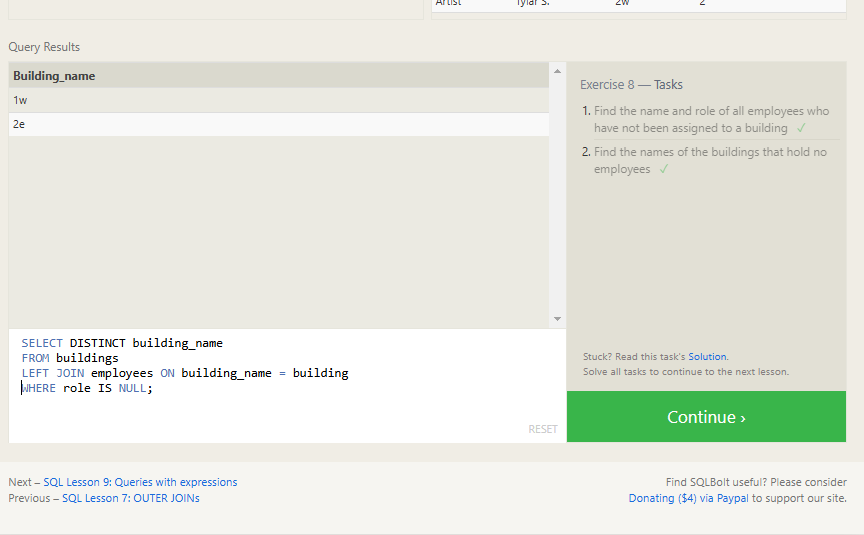 Artist Tylar S. 2w 2
Query Results
Building_name
1w
2e
Exercise 8 — Tasks
1. Find the name and role of all employees who
have not been assigned to a building ✓
2. Find the names of the buildings that hold no
employees ✓
SELECT DISTINCT building_name
FROM buildings
LEFT JOIN employees ON building_name = building
WHERE role IS NULL;
RESET
Stuck? Read this task's Solution.
Solve all tasks to continue to the next lesson.
Continue ›
Next – SQL Lesson 9: Queries with expressions
Previous – SQL Lesson 7: OUTER JOINs
Find SQLBolt useful? Please consider
Donating ($4) via Paypal to support our site.